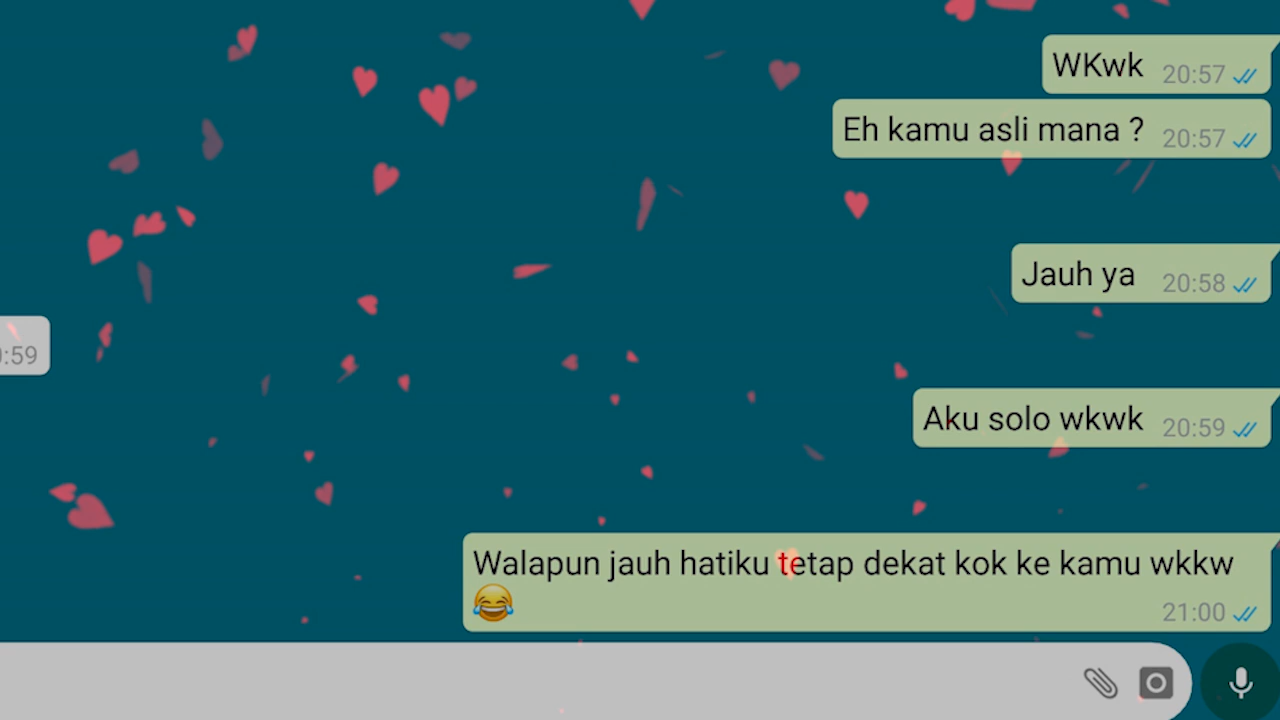 WKwk 20:57
Eh kamu asli mana ? 20:57
Jauh ya 20:58
:59
Aku solo wkwk 20:59
Walapun jauh hatiku tetap dekat kok ke kamu wkkw
😂 21:00